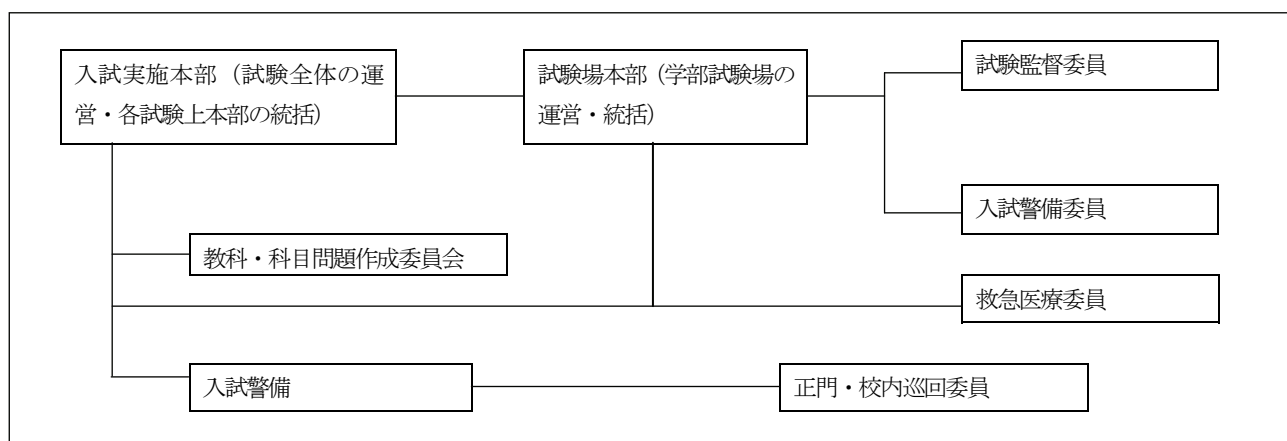 入試実施本部（試験全体の運
営・各試験上本部の統括）
試験場本部（学部試験場の
運営・統括）
試験監督委員
入試警備委員
教科・科目問題作成委員会
救急医療委員
入試警備
正門・校内巡回委員